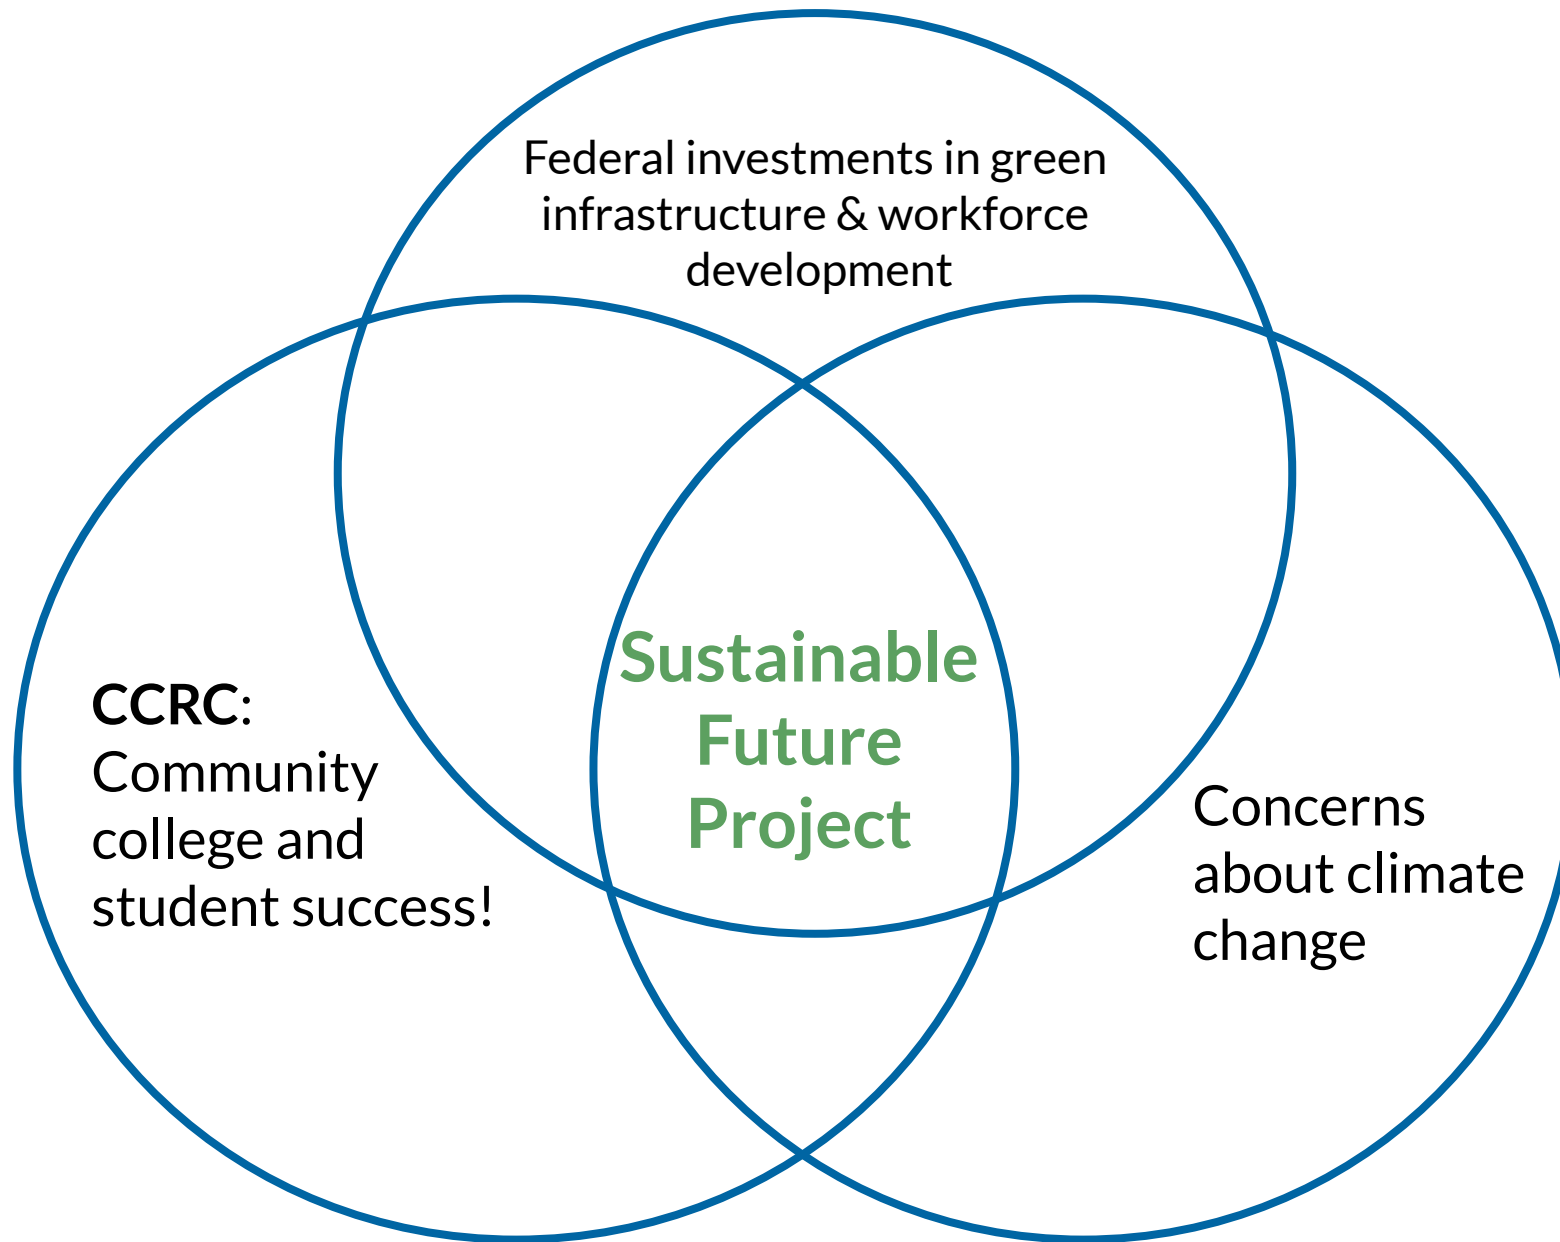 Federal investments in green
infrastructure & workforce
development
Sustainable
Future
Project
CCRC:
Community
college and
student success!
Concerns
about climate
change